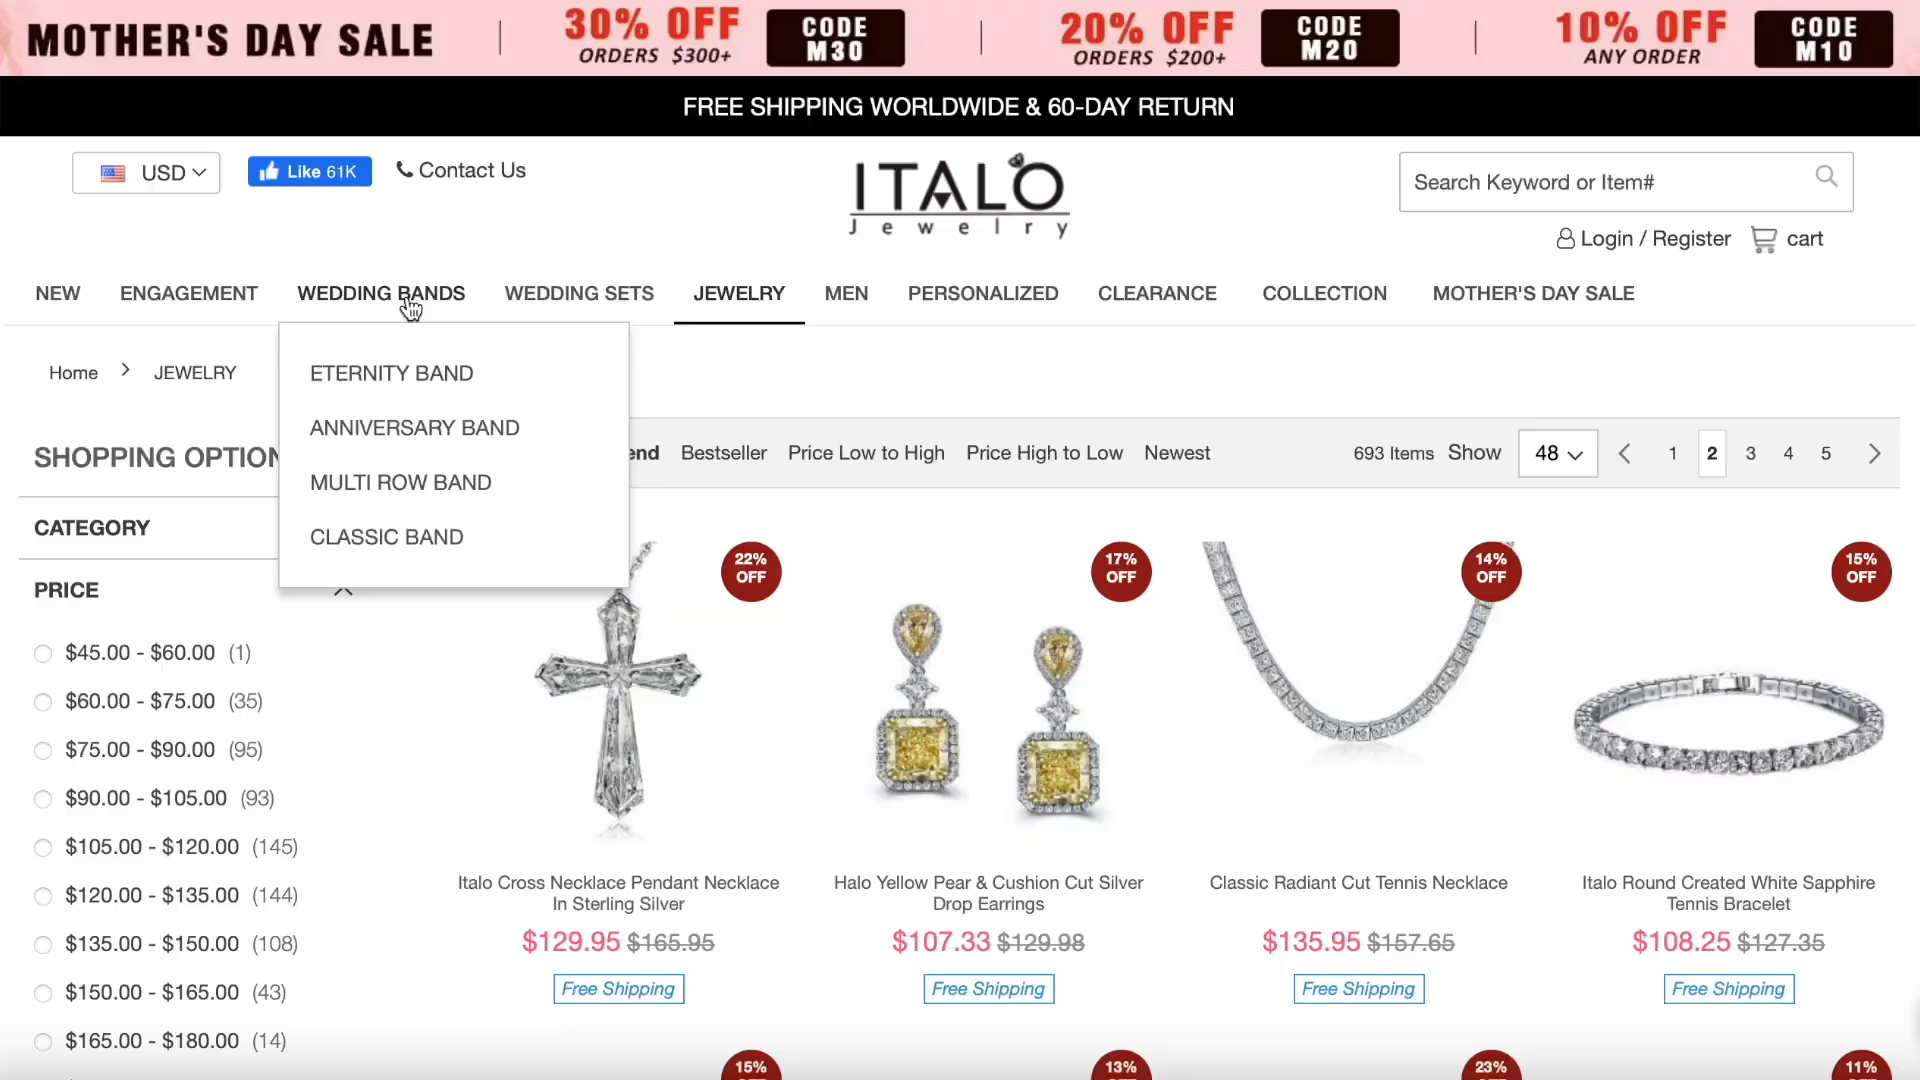 MOTHER'S DAY SALE
30% OFF
ORDERS $300+
CODE
M30
20% OFF
ORDERS $200+
CODE
M20
10% OFF
ANY ORDER
CODE
M10
FREE SHIPPING WORLDWIDE & 60-DAY RETURN
USD
Like 61K
Contact Us
ITALO
Jewelry
Search Keyword or Item#
Login / Register
cart
NEW
ENGAGEMENT
WEDDING BANDS
WEDDING SETS
JEWELRY
MEN
PERSONALIZED
CLEARANCE
COLLECTION
MOTHER'S DAY SALE
Home > JEWELRY
ETERNITY BAND
ANNIVERSARY BAND
MULTI ROW BAND
CLASSIC BAND
SHOPPING OPTION
end
Bestseller
Price Low to High
Price High to Low
Newest
693 Items
Show
48
1
2
3
4
5
CATEGORY
PRICE
$45.00 - $60.00 (1)
$60.00 - $75.00 (35)
$75.00 - $90.00 (95)
$90.00 - $105.00 (93)
$105.00 - $120.00 (145)
$120.00 - $135.00 (144)
$135.00 - $150.00 (108)
$150.00 - $165.00 (43)
$165.00 - $180.00 (14)
22%
OFF
Italo Cross Necklace Pendant Necklace
In Sterling Silver
$129.95 $165.95
Free Shipping
17%
OFF
Halo Yellow Pear & Cushion Cut Silver
Drop Earrings
$107.33 $129.98
Free Shipping
14%
OFF
Classic Radiant Cut Tennis Necklace
$135.95 $157.65
Free Shipping
15%
OFF
Italo Round Created White Sapphire
Tennis Bracelet
$108.25 $127.35
Free Shipping
15%
13%
23%
11%